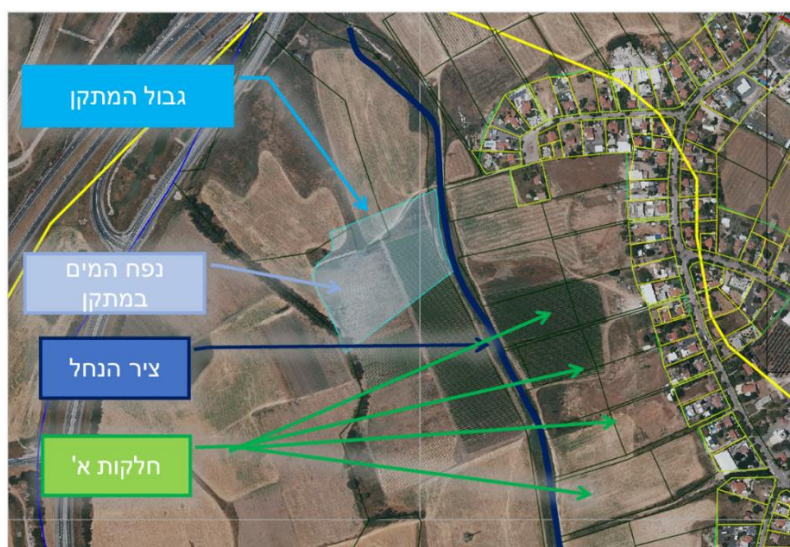 גבול המתקן
נפח המים
במתקן
ציר הנחל
חלקות א'